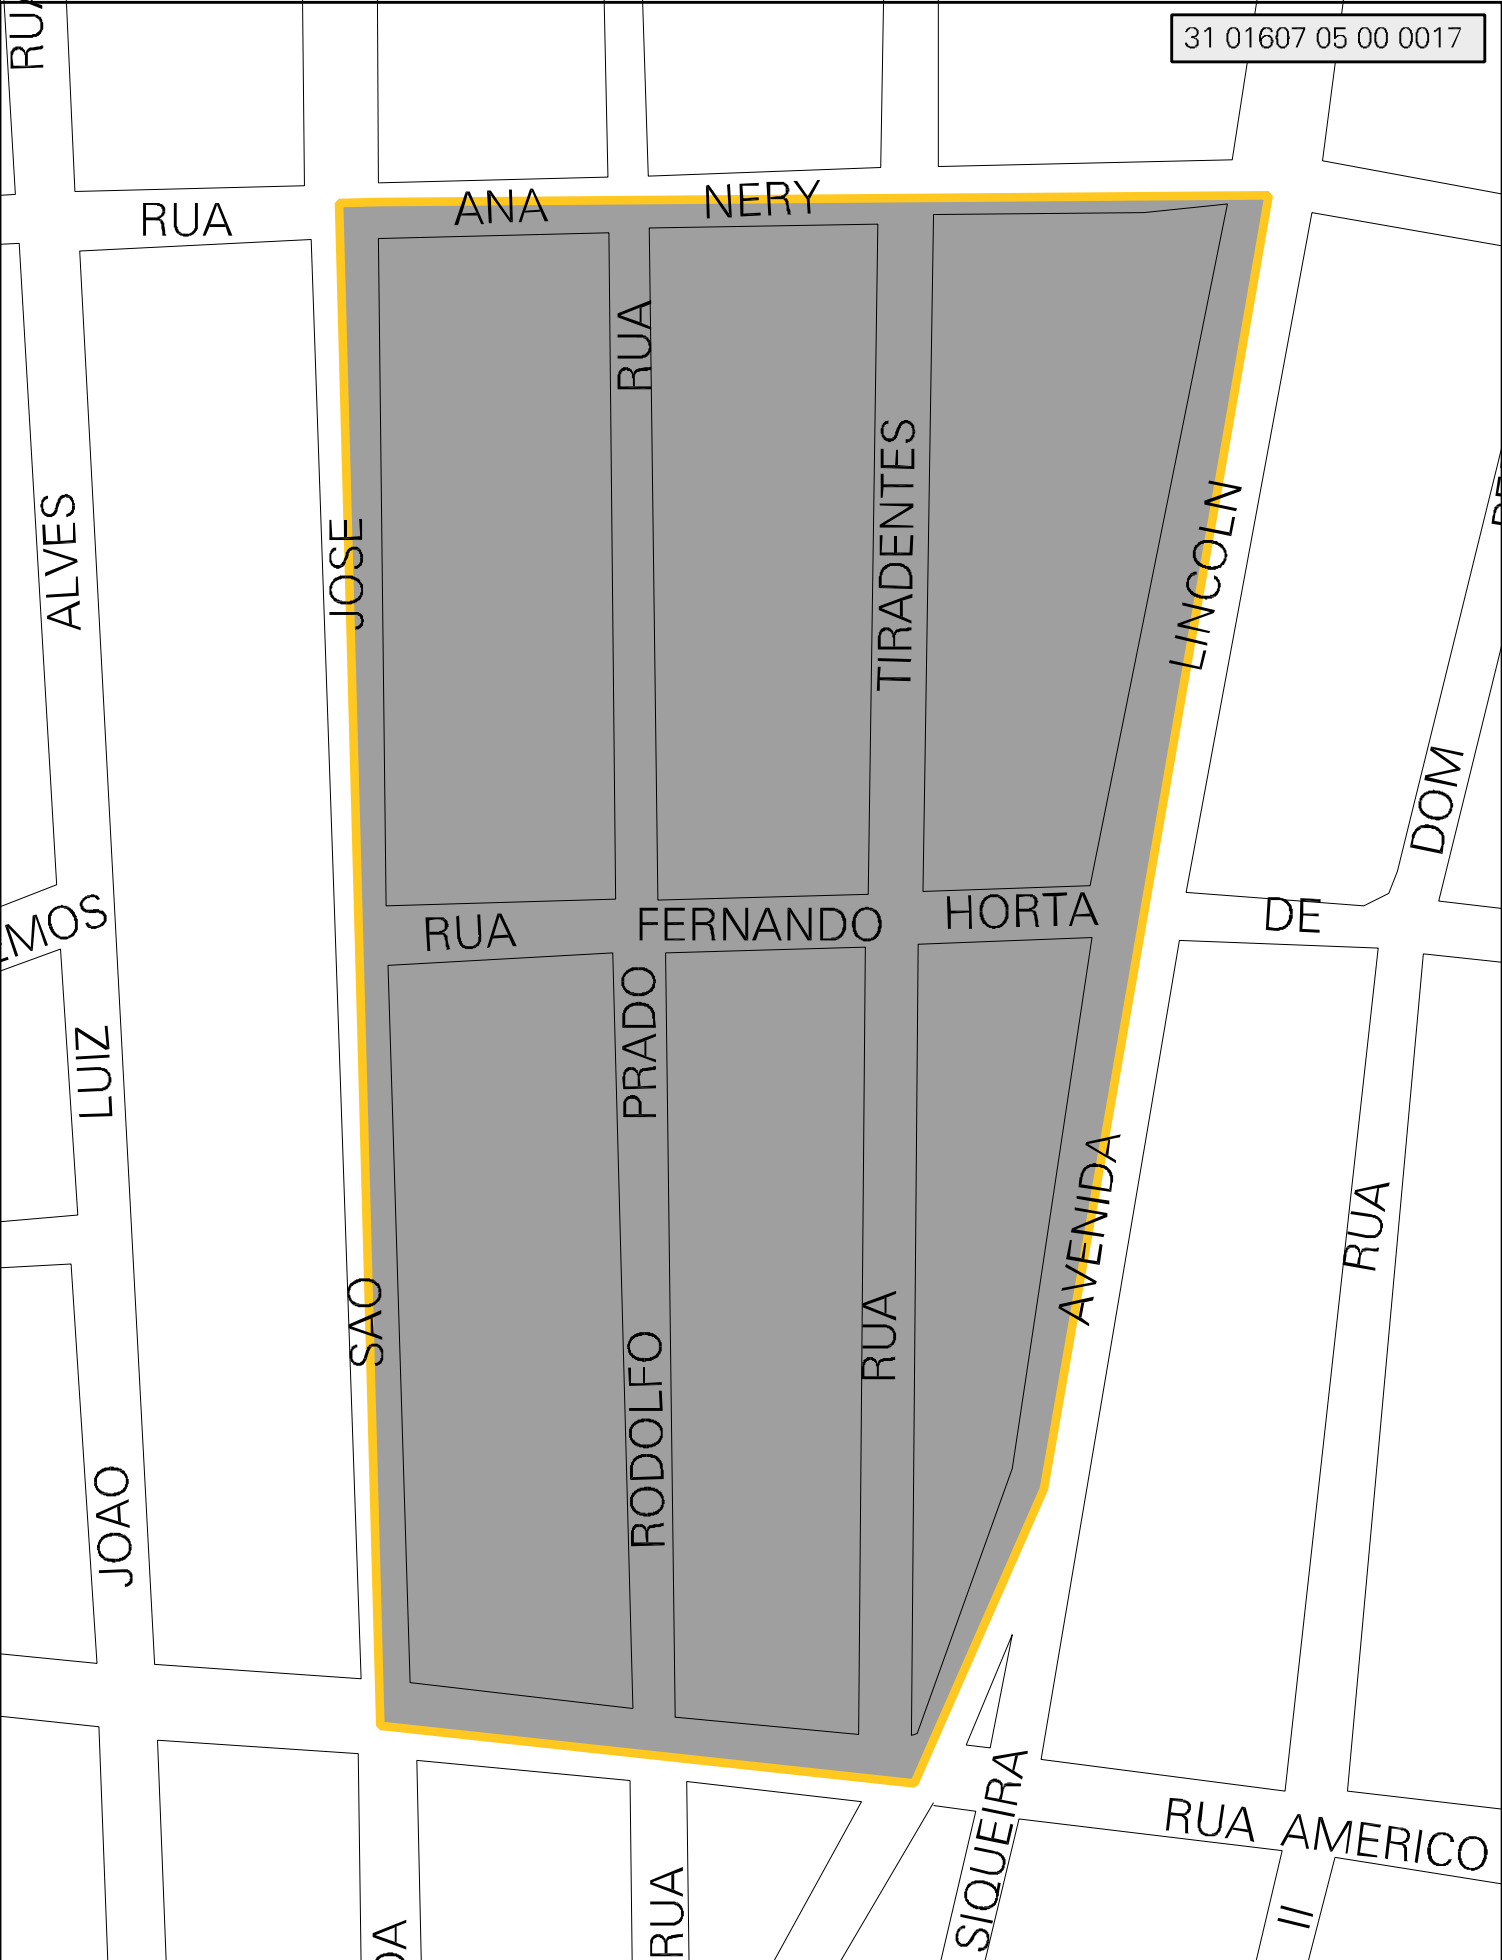 31 01607 05 00 0017
RUA
ANA
NERY
RUA
RUA
TIRADENTES
LINCOLN
ALVES
JOSE
DOM
RUA
FERNANDO
HORTA
DE
PRADO
LUIZ
AVENIDA
RUA
SAO
RUA
RODOLFO
JOAO
SIQUEIRA
RUA AMERICO
RUA
II